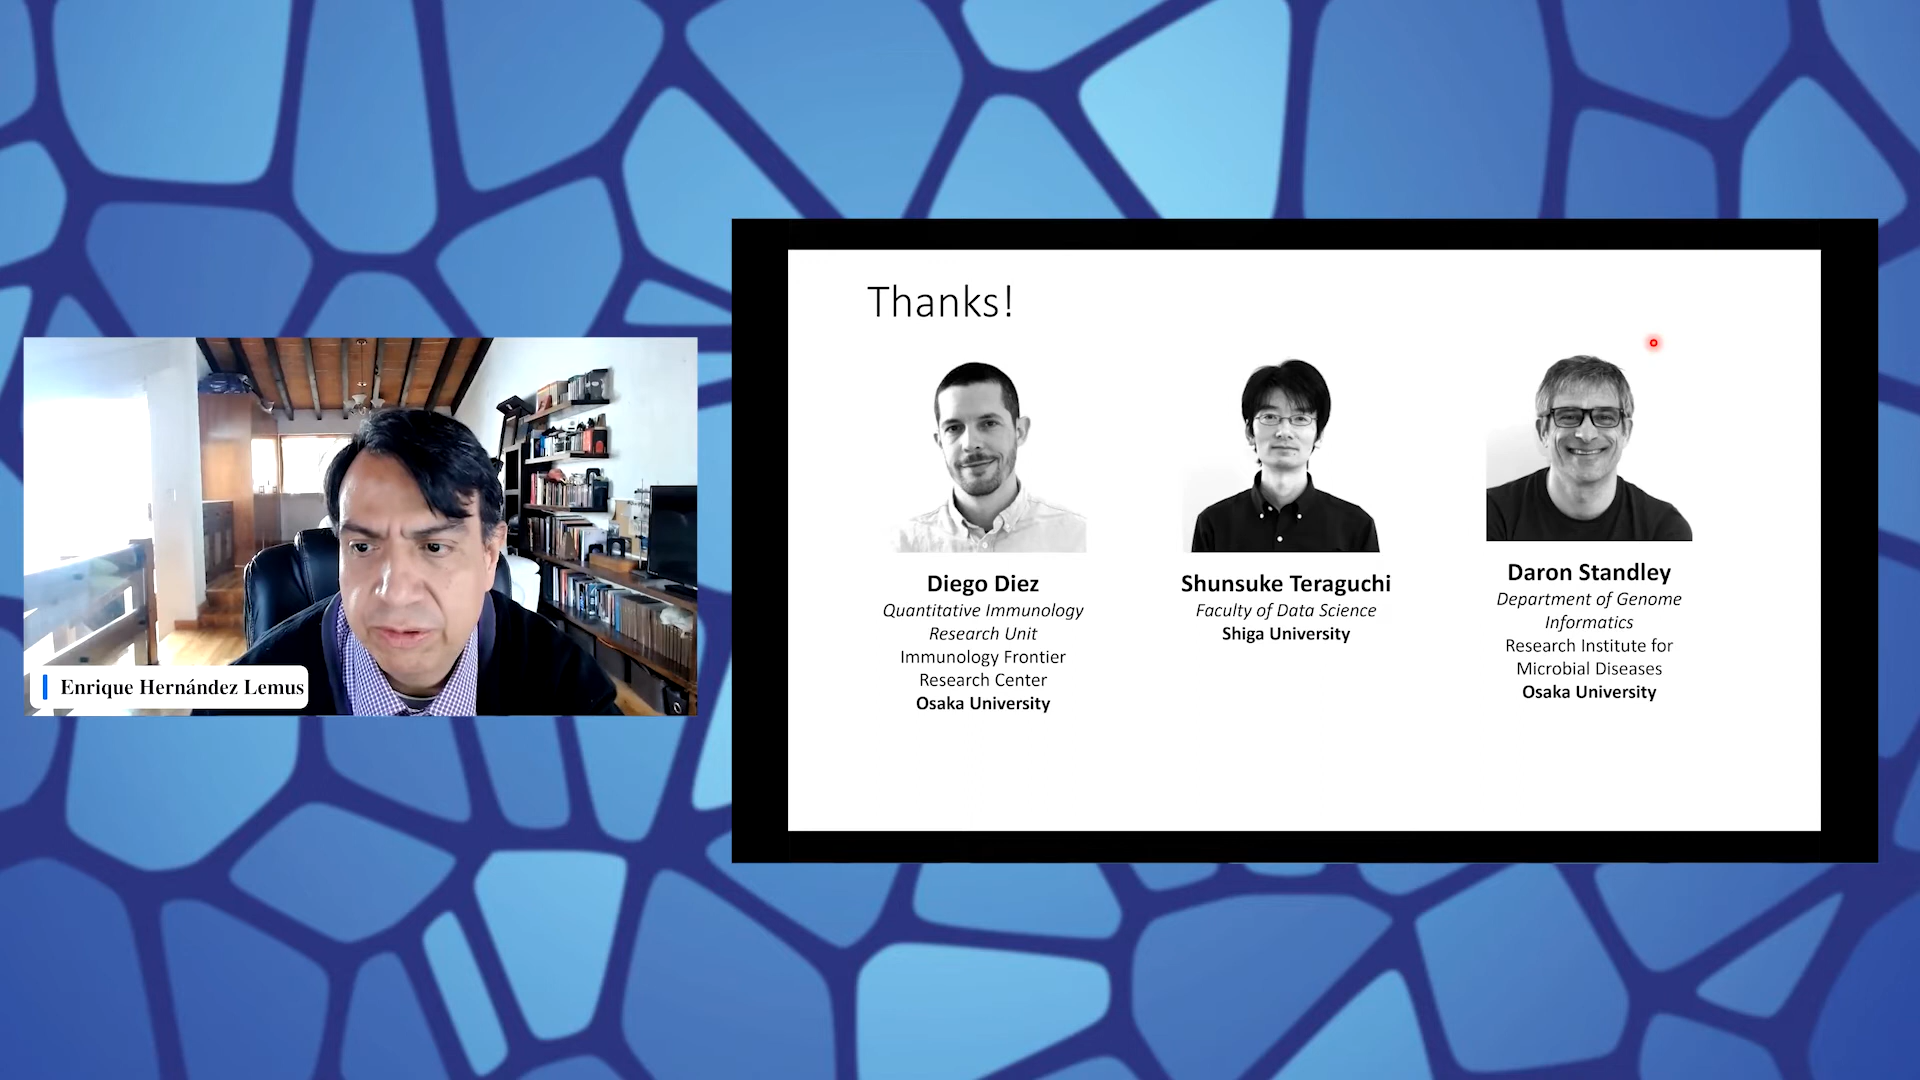 Thanks!
Diego Diez
Quantitative Immunology
Research Unit
Immunology Frontier
Research Center
Osaka University
Shunsuke Teraguchi
Faculty of Data Science
Shiga University
Daron Standley
Department of Genome
Informatics
Research Institute for
Microbial Diseases
Osaka University
Enrique Hernández Lemus